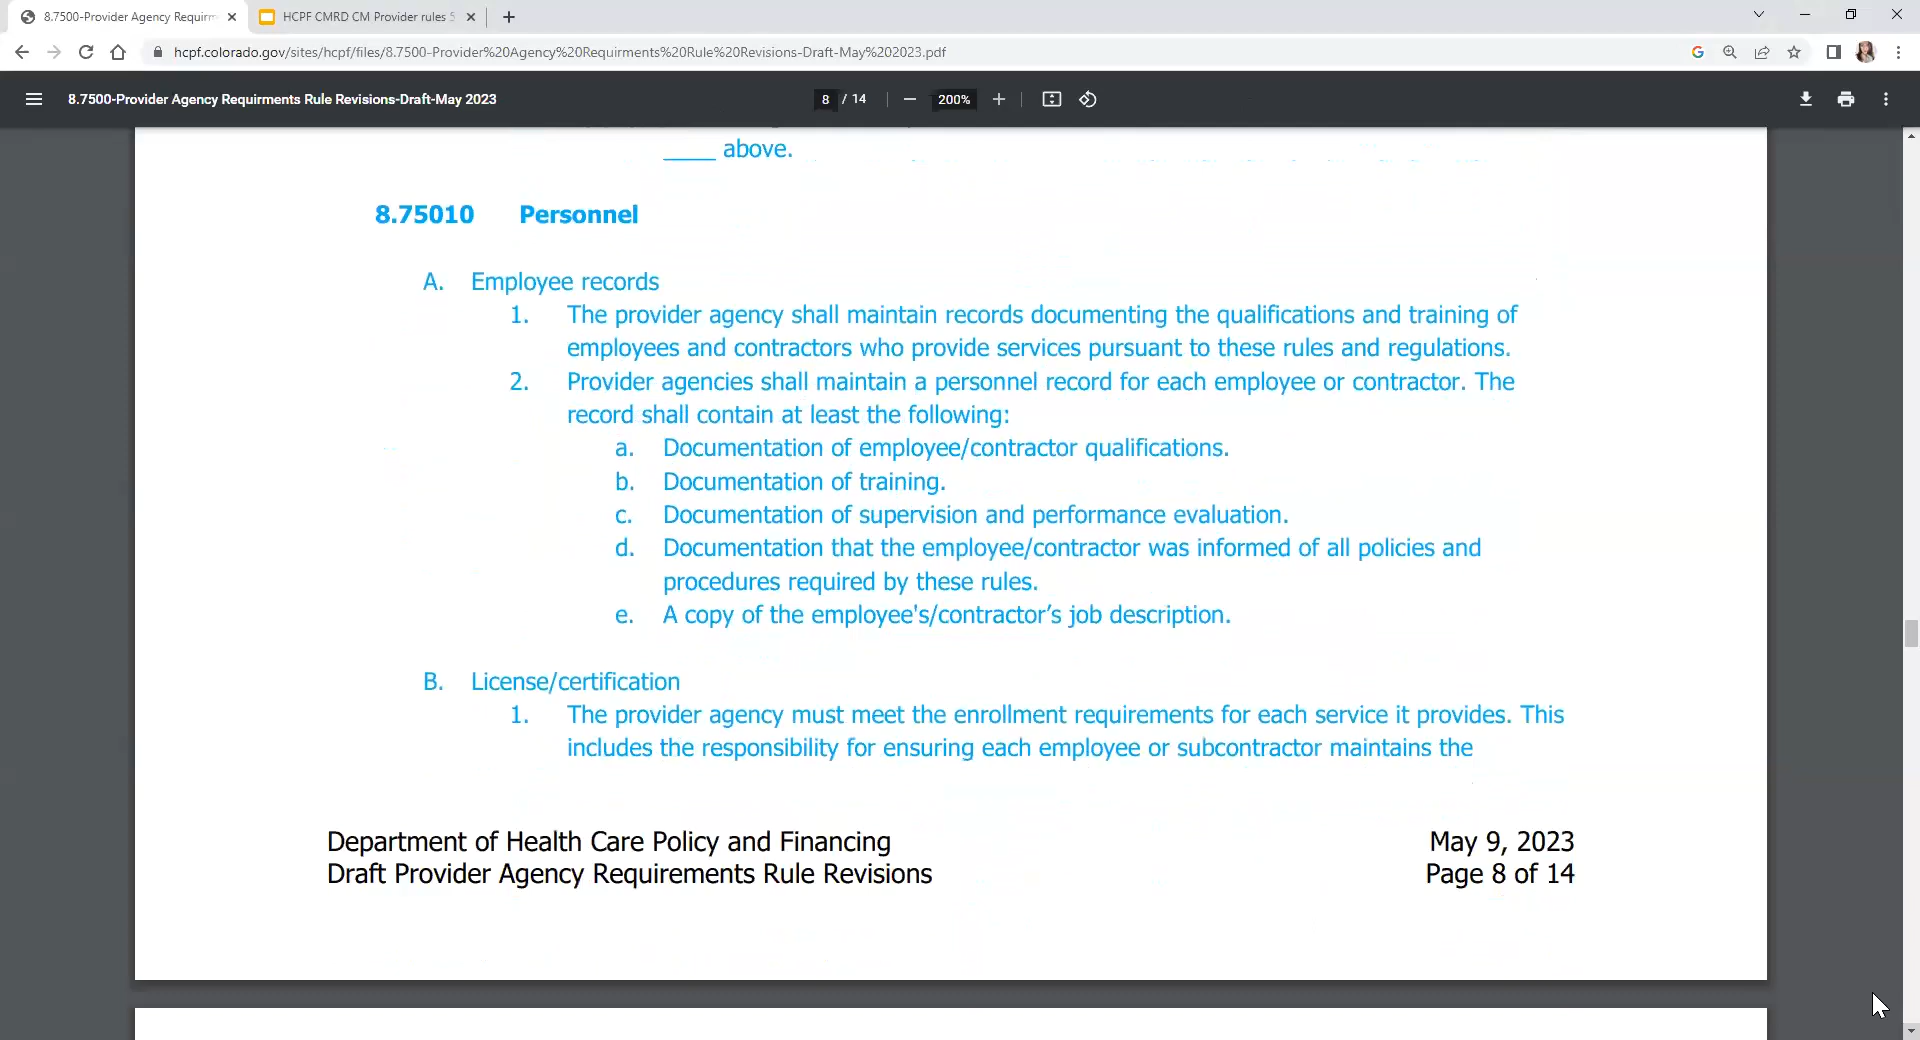 8.7500-Provider Agency Requirm
HCPF CMRD CM Provider rules 5
hcpf.colorado.gov/sites/hcpf/files/8.7500-Provider%20Agency%20Requirments%20Rule%20Revisions-Draft-May%202023.pdf
8.7500-Provider Agency Requirments Rule Revisions-Draft-May 2023
8 / 14
200%
____ above.
8.75010 Personnel
A. Employee records
1. The provider agency shall maintain records documenting the qualifications and training of
employees and contractors who provide services pursuant to these rules and regulations.
2. Provider agencies shall maintain a personnel record for each employee or contractor. The
record shall contain at least the following:
a. Documentation of employee/contractor qualifications.
b. Documentation of training.
c. Documentation of supervision and performance evaluation.
d. Documentation that the employee/contractor was informed of all policies and
procedures required by these rules.
e. A copy of the employee's/contractor’s job description.
B. License/certification
1. The provider agency must meet the enrollment requirements for each service it provides. This
includes the responsibility for ensuring each employee or subcontractor maintains the
Department of Health Care Policy and Financing
May 9, 2023
Draft Provider Agency Requirements Rule Revisions
Page 8 of 14